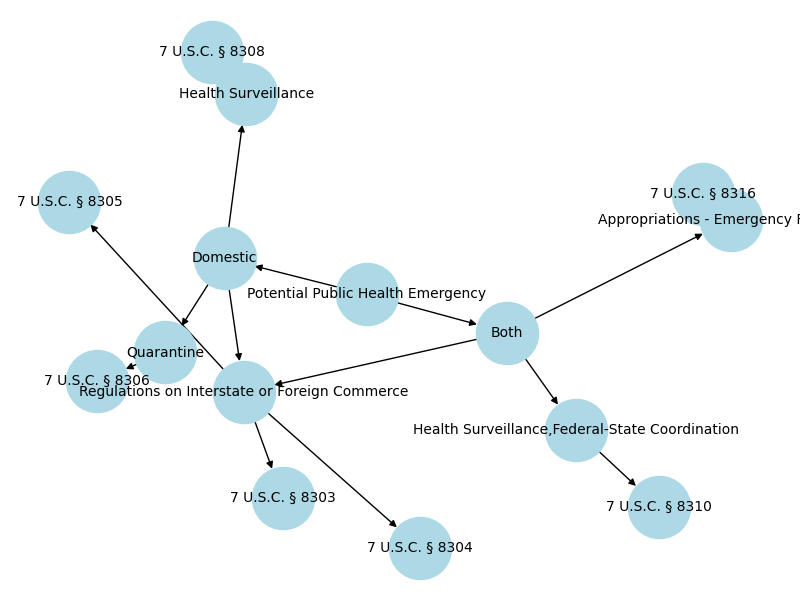 7 U.S.C. § 8308
Health Surveillance
7 U.S.C. § 8316
7 U.S.C. § 8305
Appropriations - Emergency
Domestic
Potential Public Health Emergency
Both
Quarantine
7 U.S.C. § 8306
Regulations on Interstate or Foreign Commerce
Health Surveillance,Federal-State Coordination
7 U.S.C. § 8303
7 U.S.C. § 8310
7 U.S.C. § 8304